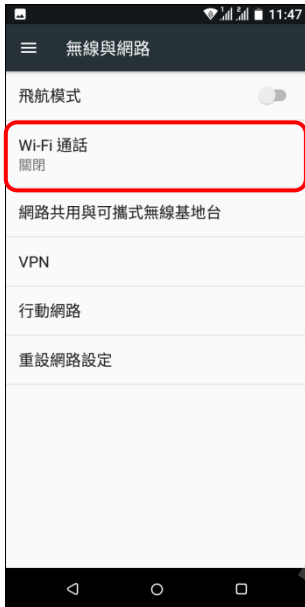 11:47
無線與網路
飛航模式
Wi-Fi 通話
關閉
網路共用與可攜式無線基地台
VPN
行動網路
重設網路設定